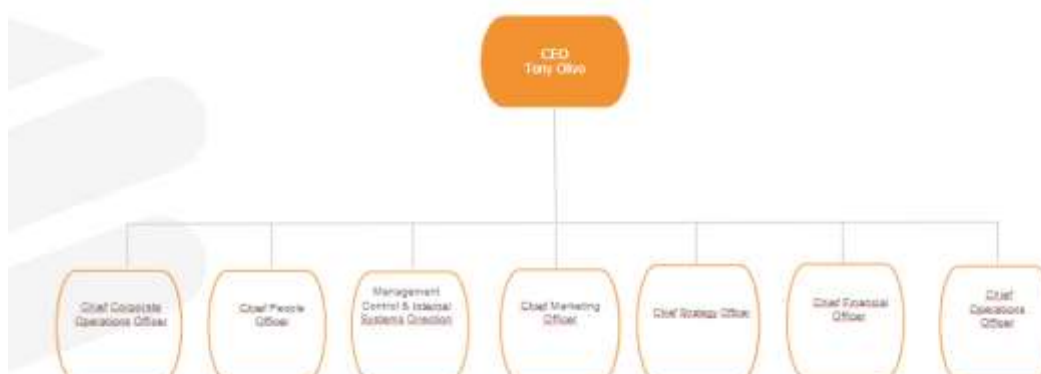 CEO
Tony Olivo
Chief Corporate
Operations Officer
Chief People
Officer
Management
Control & Internal
Systems Direction
Chief Marketing
Officer
Chief Strategy Officer
Chief Financial
Officer
Chief
Operations
Officer